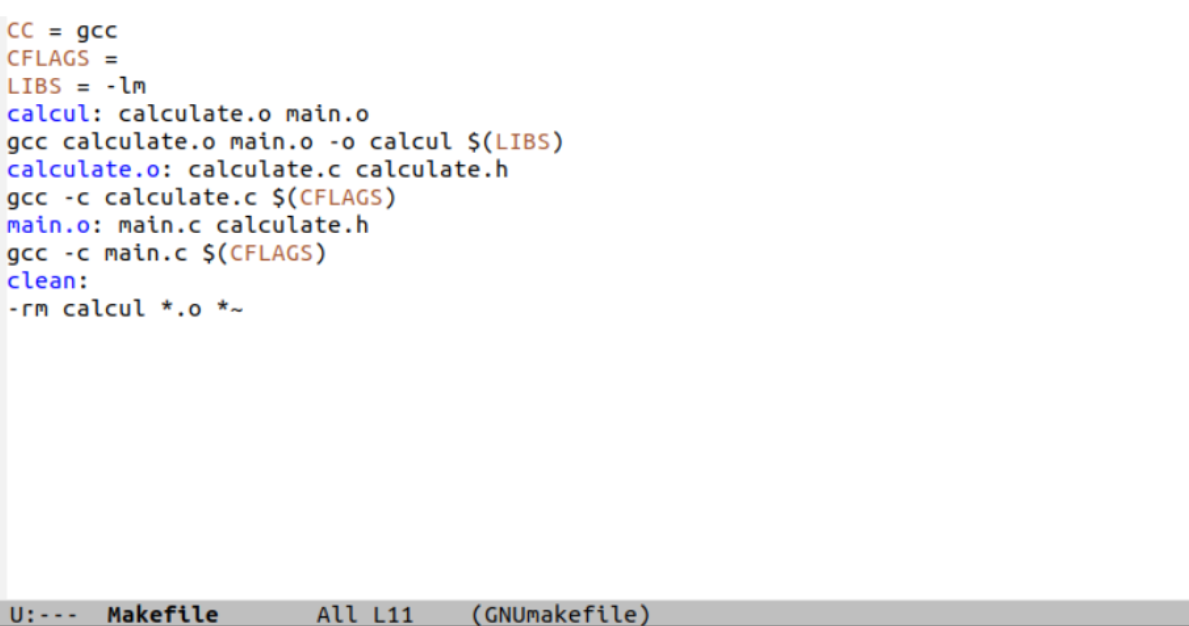 CC = gcc
CFLAGS =
LIBS = -lm
calcul: calculate.o main.o
gcc calculate.o main.o -o calcul $(LIBS)
calculate.o: calculate.c calculate.h
gcc -c calculate.c $(CFLAGS)
main.o: main.c calculate.h
gcc -c main.c $(CFLAGS)
clean:
-rm calcul *.o *~
U:--- Makefile All L11 (GNUmakefile)